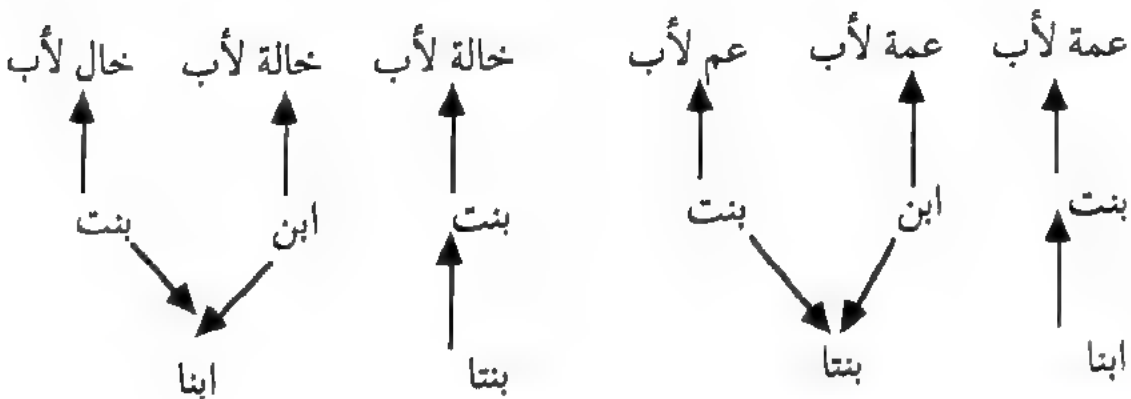 عمة لأب عمة لأب عم لأب خالة لأب خالة لأب خال لأب
بنت ابن بنت بنت ابن بنت
ابنا بنتا بنتا ابنا